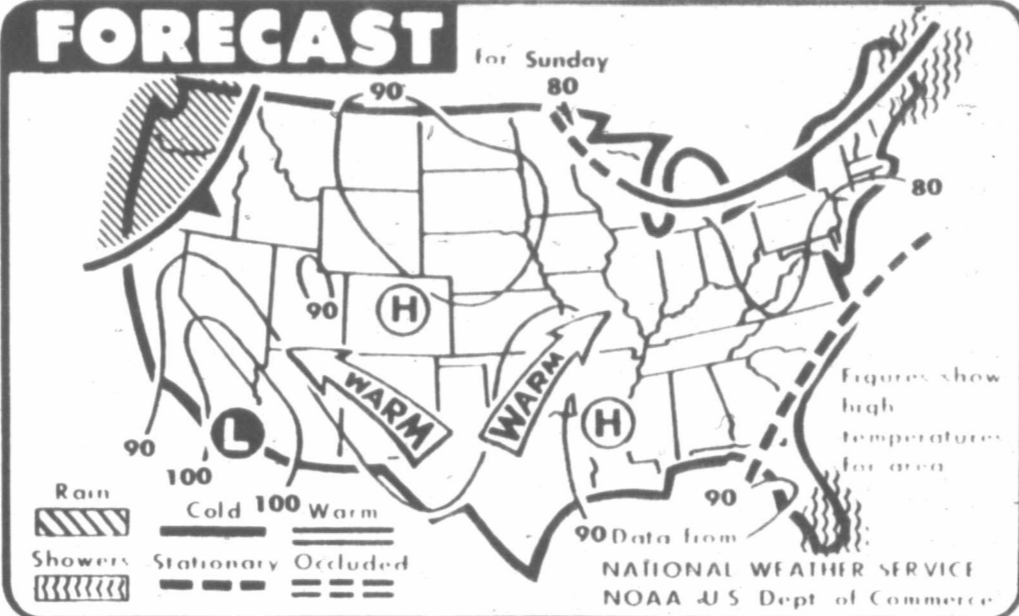 FORECAST
for Sunday
90
80
80
90
H
WARM
WARM
H
L
90
100
100
90
90
Figures show
high
temperatures
for area
Rain
Cold
Warm
Showers
Stationary
Occluded
Data from
NATIONAL WEATHER SERVICE
NOAA U S Dept of Commerce